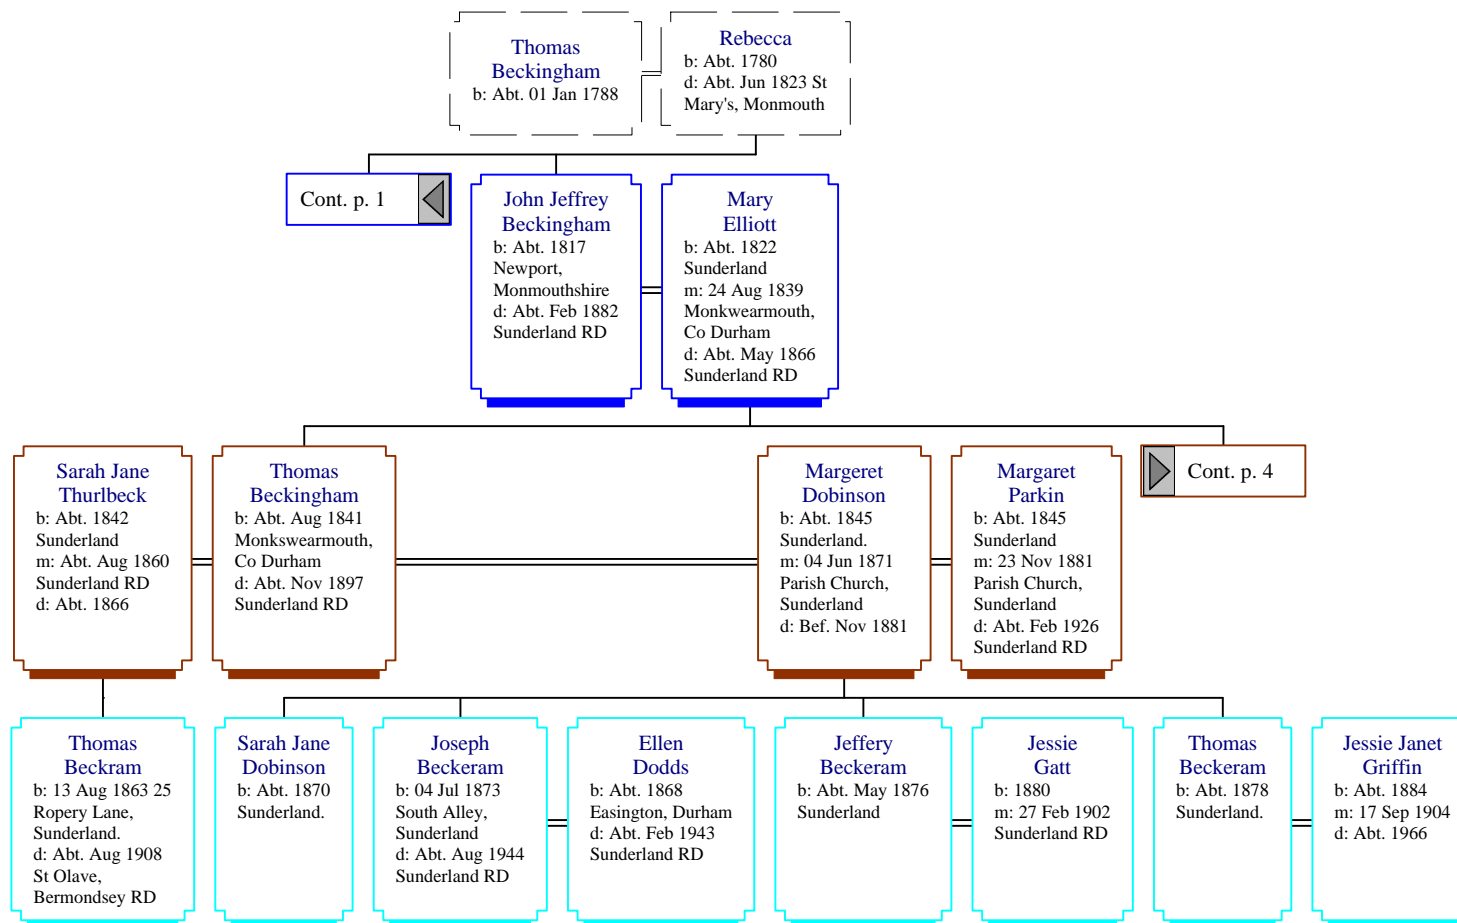 Thomas
Beckingham
b: Abt. 01 Jan 1788
Rebecca
b: Abt. 1780
d: Abt. Jun 1823 St
Mary's, Monmouth
Cont. p. 1
John Jeffrey
Beckingham
b: Abt. 1817
Newport,
Monmouthshire
d: Abt. Feb 1882
Sunderland RD
Mary
Elliott
b: Abt. 1822
Sunderland
m: 24 Aug 1839
Monkwearmouth,
Co Durham
d: Abt. May 1866
Sunderland RD
Sarah Jane
Thurlbeck
b: Abt. 1842
Sunderland
m: Abt. Aug 1860
Sunderland RD
d: Abt. 1866
Thomas
Beckingham
b: Abt. Aug 1841
Monkswearmouth,
Co Durham
d: Abt. Nov 1897
Sunderland RD
Margeret
Dobinson
b: Abt. 1845
Sunderland.
m: 04 Jun 1871
Parish Church,
Sunderland
d: Bef. Nov 1881
Margaret
Parkin
b: Abt. 1845
Sunderland
m: 23 Nov 1881
Parish Church,
Sunderland
d: Abt. Feb 1926
Sunderland RD
Cont. p. 4
Thomas
Beckram
b: 13 Aug 1863 25
Ropery Lane,
Sunderland.
d: Abt. Aug 1908
St Olave,
Bermondsey RD
Sarah Jane
Dobinson
b: Abt. 1870
Sunderland.
Joseph
Beckeram
b: 04 Jul 1873
South Alley,
Sunderland
d: Abt. Aug 1944
Sunderland RD
Ellen
Dodds
b: Abt. 1868
Easington, Durham
d: Abt. Feb 1943
Sunderland RD
Jeffery
Beckeram
b: Abt. May 1876
Sunderland
Jessie
Gatt
b: 1880
m: 27 Feb 1902
Sunderland RD
Thomas
Beckeram
b: Abt. 1878
Sunderland.
Jessie Janet
Griffin
b: Abt. 1884
m: 17 Sep 1904
d: Abt. 1966